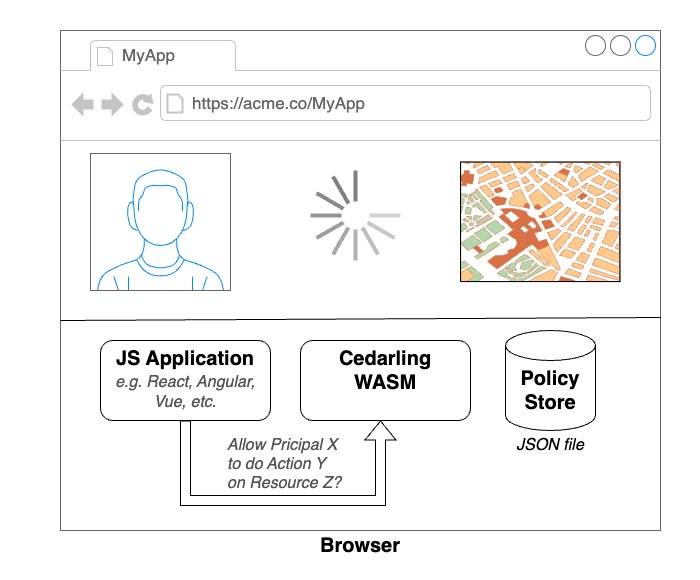 MyApp
https://acme.co/MyApp
JS Application
e.g. React, Angular,
Vue, etc.
Cedarling
WASM
Policy
Store
JSON file
Allow Pricipal X
to do Action Y
on Resource Z?
Browser